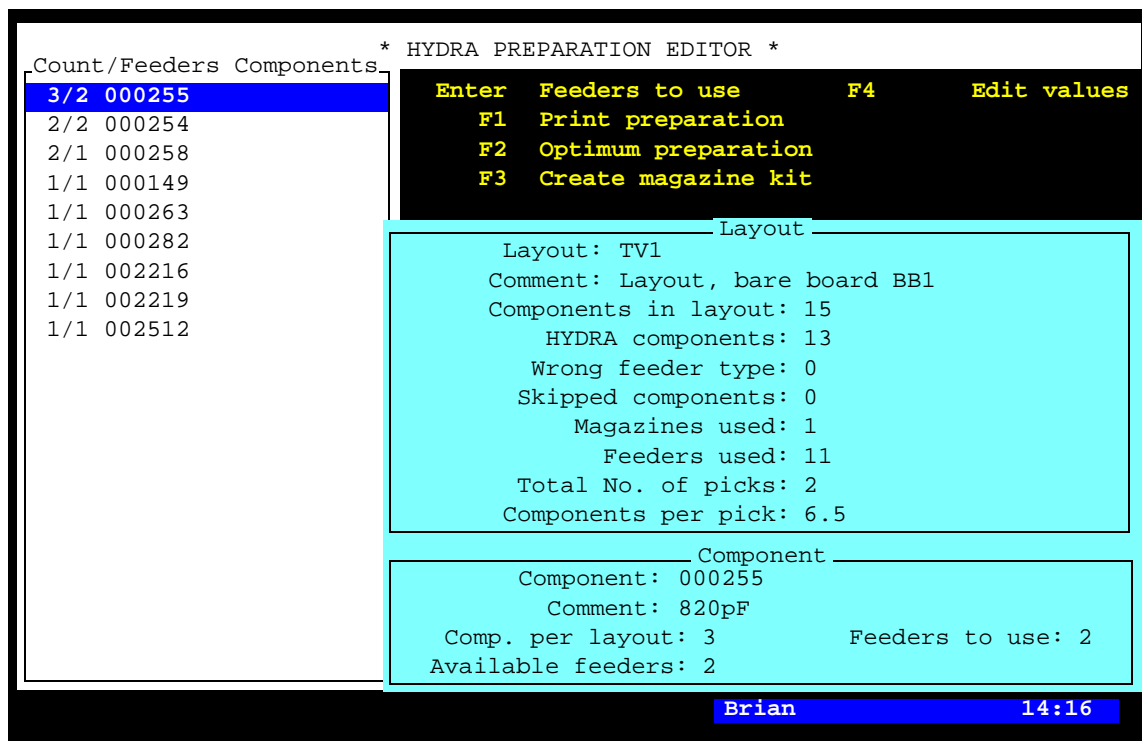 * HYDRA PREPARATION EDITOR *
Count/Feeders Components
3/2 000255
2/2 000254
2/1 000258
1/1 000149
1/1 000263
1/1 000282
1/1 002216
1/1 002219
1/1 002512
Enter Feeders to use F4 Edit values
F1 Print preparation
F2 Optimum preparation
F3 Create magazine kit
Layout
Layout: TV1
Comment: Layout, bare board BB1
Components in layout: 15
HYDRA components: 13
Wrong feeder type: 0
Skipped components: 0
Magazines used: 1
Feeders used: 11
Total No. of picks: 2
Components per pick: 6.5
Component
Component: 000255
Comment: 820pF
Comp. per layout: 3 Feeders to use: 2
Available feeders: 2
Brian 14:16